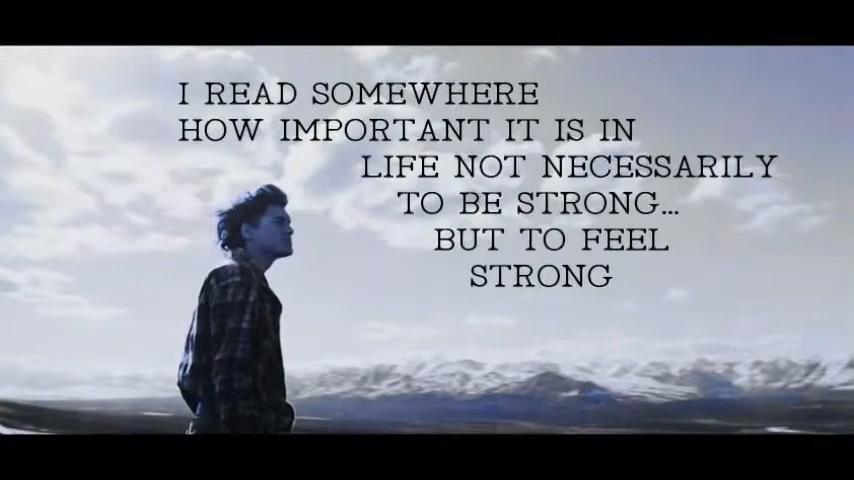 I READ SOMEWHERE
HOW IMPORTANT IT IS IN
LIFE NOT NECESSARILY
TO BE STRONG...
BUT TO FEEL
STRONG